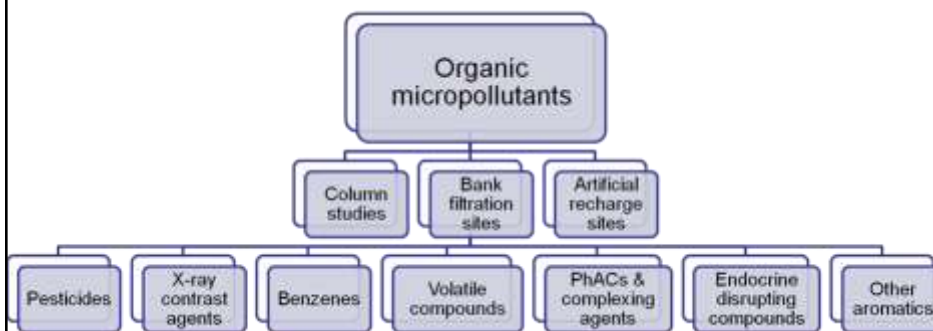 Organic
micropollutants
Column
studies
Bank
filtration
sites
Artificial
recharge
sites
Pesticides
X-ray
contrast
agents
Benzenes
Volatile
compounds
PhACs &
complexing
agents
Endocrine
disrupting
compounds
Other
aromatics